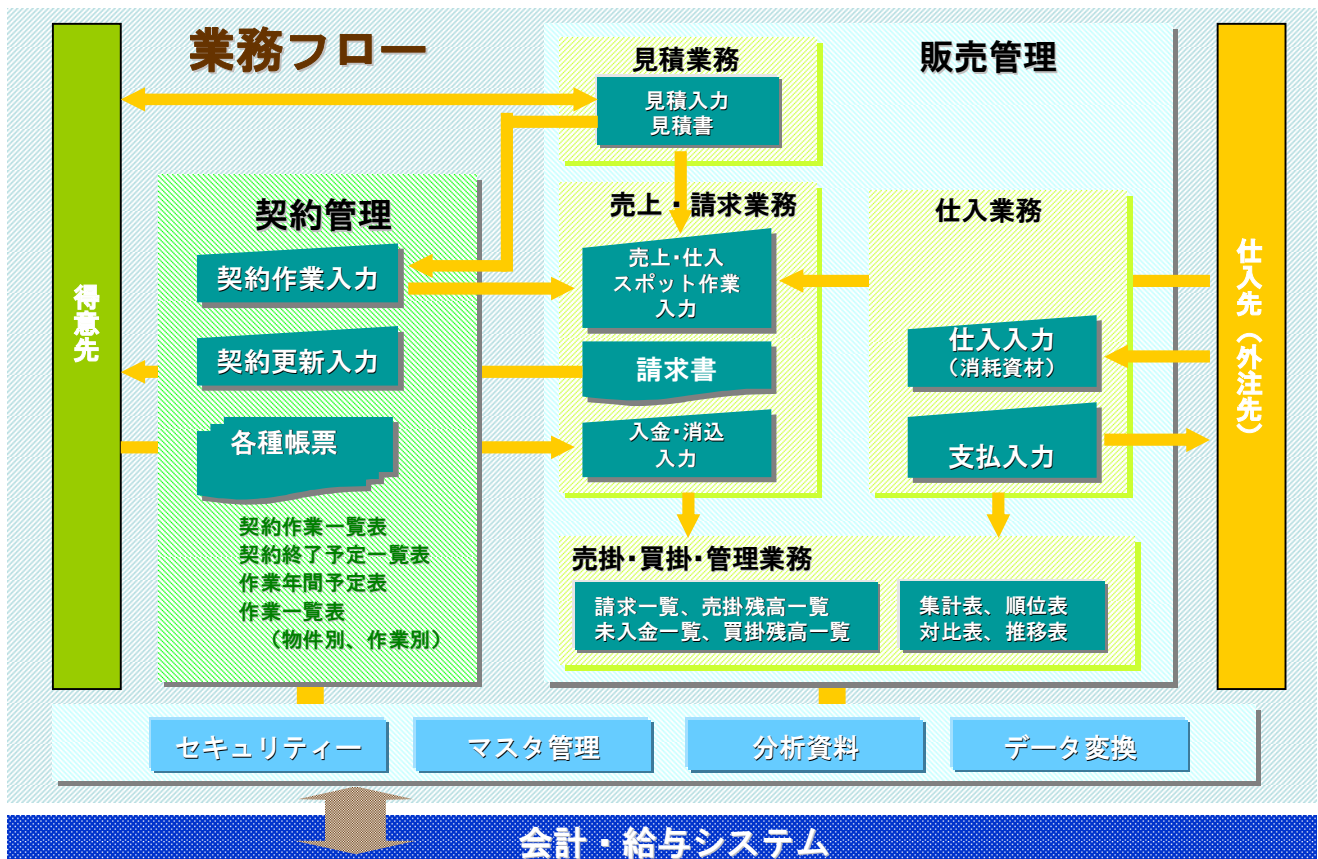 業務フロー
得意先
契約管理
契約作業入力
契約更新入力
各種帳票
契約作業一覧表
契約終了予定一覧表
作業年間予定表
作業一覧表
（物件別、作業別）
販売管理
見積業務
見積入力
見積書
売上・請求業務
売上・仕入
スポット作業
入力
請求書
入金・消込
入力
仕入業務
仕入入力
（消耗資材）
支払入力
売掛・買掛・管理業務
請求一覧、売掛残高一覧
未入金一覧、買掛残高一覧
集計表、順位表
対比表、推移表
仕入先（外注先）
セキュリティー
マスタ管理
分析資料
データ変換
会計・給与システム